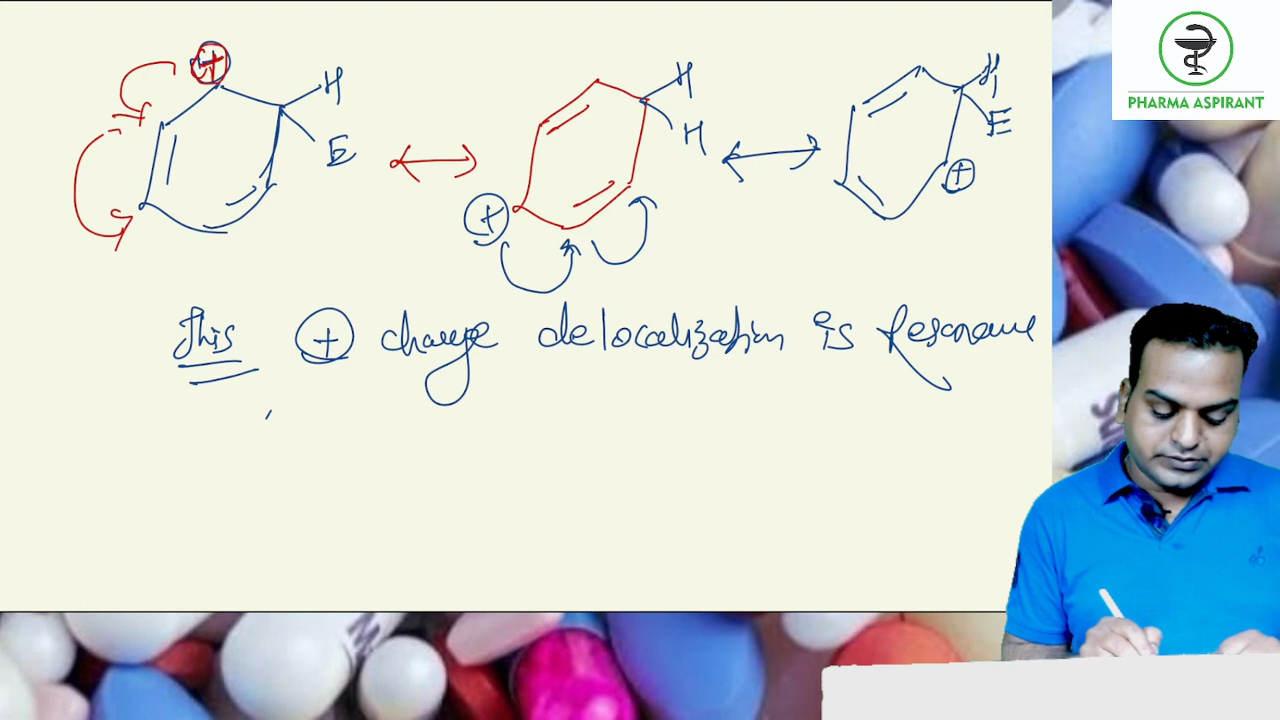 PHARMA ASPIRANT
+ H E
+ H H
H E +
This + charge delocalization is Resonance